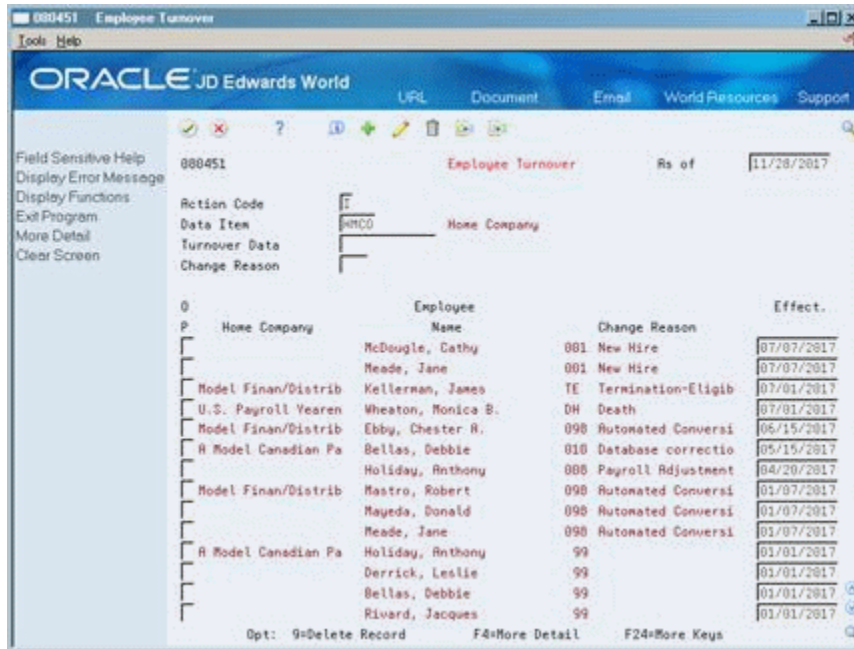 080451 Employee Turnover
Tools Help
ORACLE JD Edwards World
URL Document Email World Resources Support
Field Sensitive Help
Display Error Message
Display Functions
Exit Program
More Detail
Clear Screen
080451 Employee Turnover As of 11/28/2017
Action Code I
Data Item HMCO Home Company
Turnover Data
Change Reason
O Employee Effect.
P Home Company Name Change Reason
McDougle, Cathy 001 New Hire 07/07/2017
Meade, Jane 001 New Hire 07/07/2017
Model Finan/Distrib Kellerman, James TE Termination-Eligib 07/01/2017
U.S. Payroll Yearen Wheaton, Monica B. DH Death 07/01/2017
Model Finan/Distrib Ebby, Chester A. 098 Automated Conversi 06/15/2017
A Model Canadian Pa Bellas, Debbie 010 Database correctio 05/15/2017
Holiday, Anthony 008 Payroll Adjustment 04/20/2017
Model Finan/Distrib Mastro, Robert 098 Automated Conversi 01/07/2017
Mayeda, Donald 098 Automated Conversi 01/07/2017
Meade, Jane 098 Automated Conversi 01/07/2017
A Model Canadian Pa Holiday, Anthony 99 01/01/2017
Derrick, Leslie 99 01/01/2017
Bellas, Debbie 99 01/01/2017
Rivard, Jacques 99 01/01/2017
Opt: 9=Delete Record F4=More Detail F24=More Keys